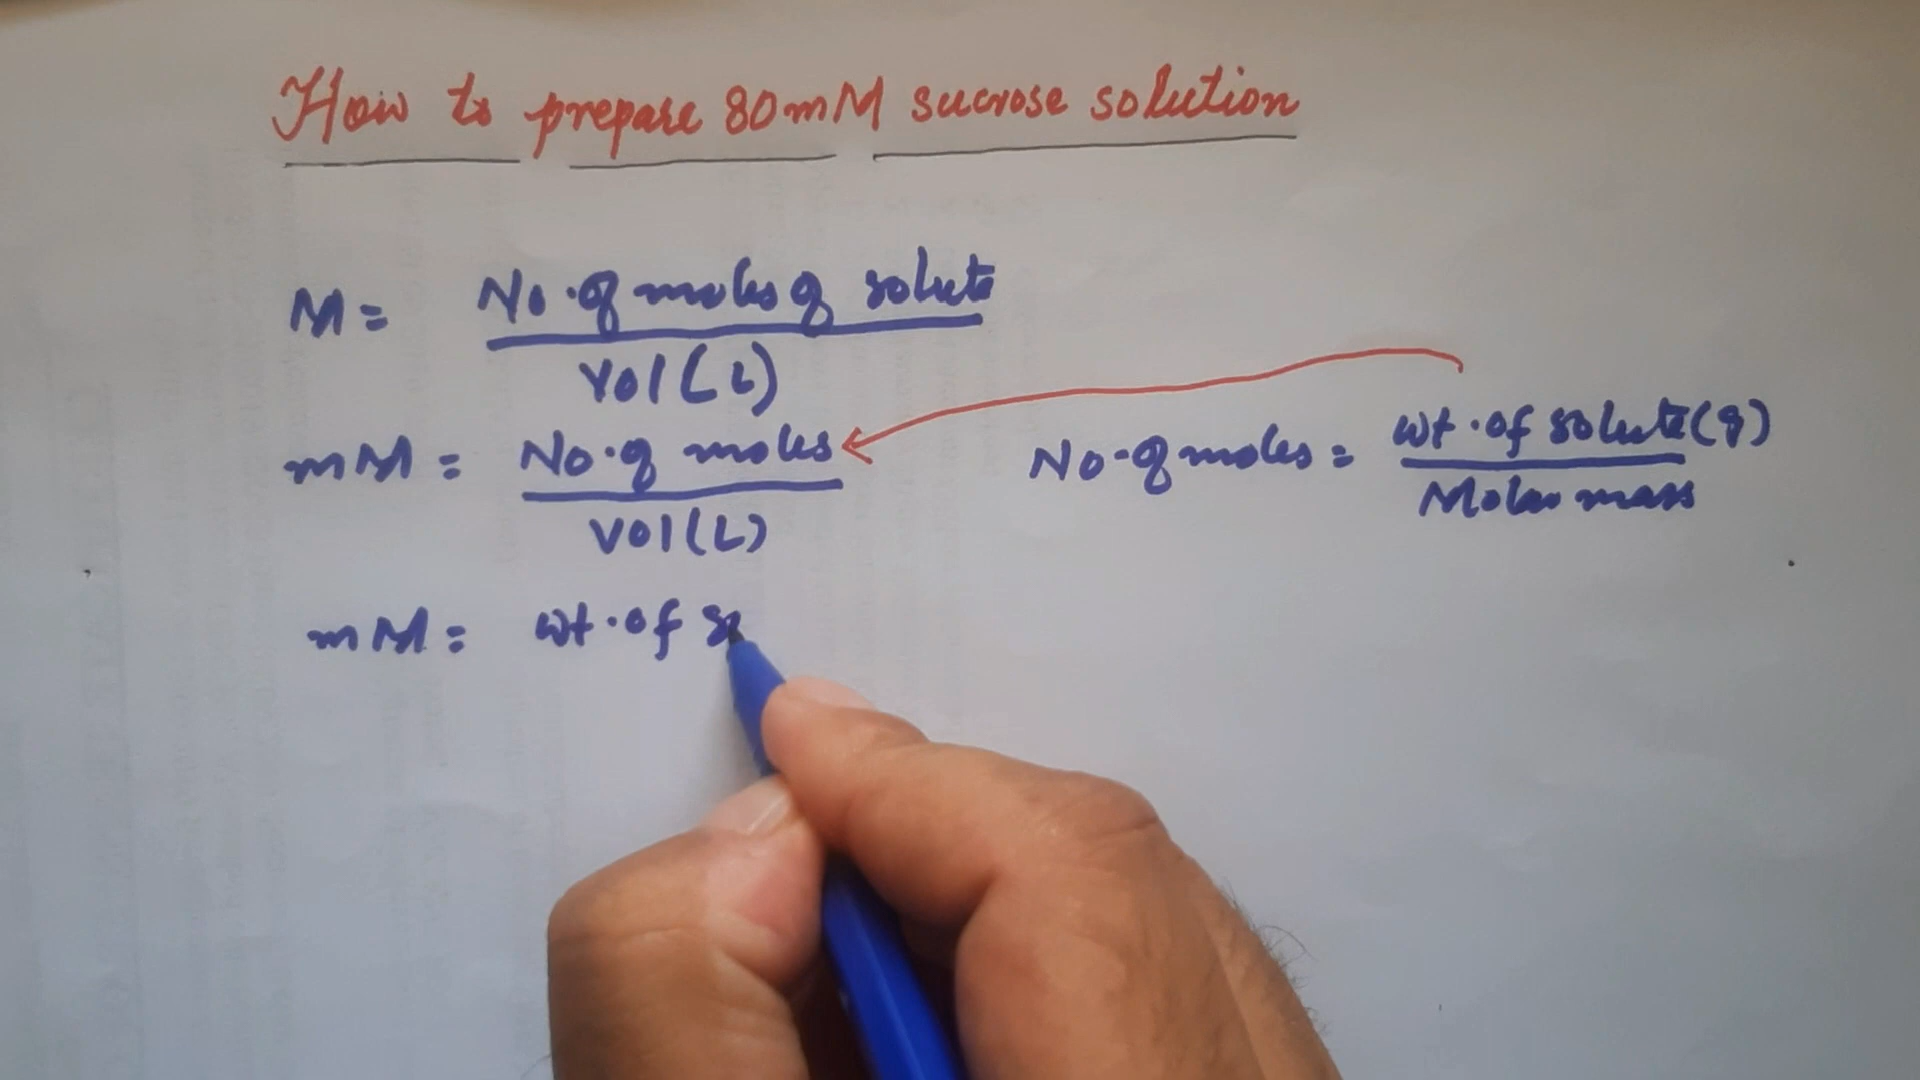 How to prepare 80mM sucrose solution
M = No. of moles of solute
Vol(L)
mM = No. of moles
Vol(L)
No. of moles = wt. of solute(g)
Molar mass
mM = wt. of s